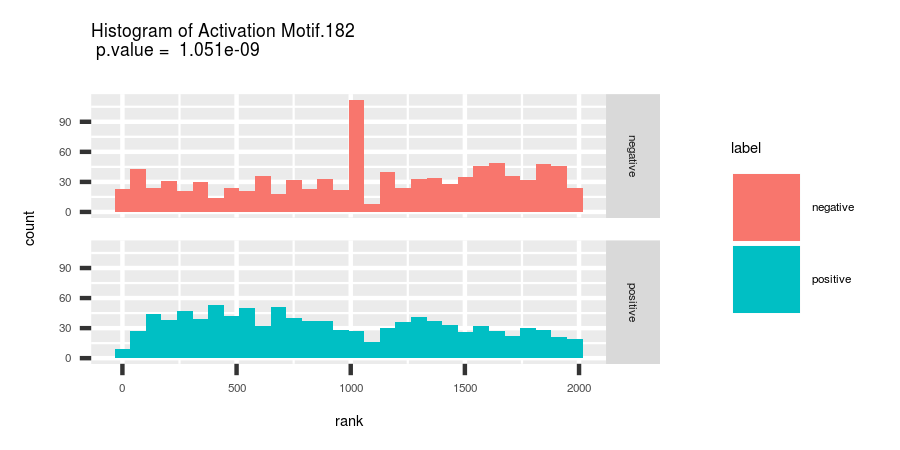 Histogram of Activation Motif.182
p.value = 1.051e-09
count
90
60
30
0
negative
90
60
30
0
positive
0 500 1000 1500 2000
rank
label
negative
positive